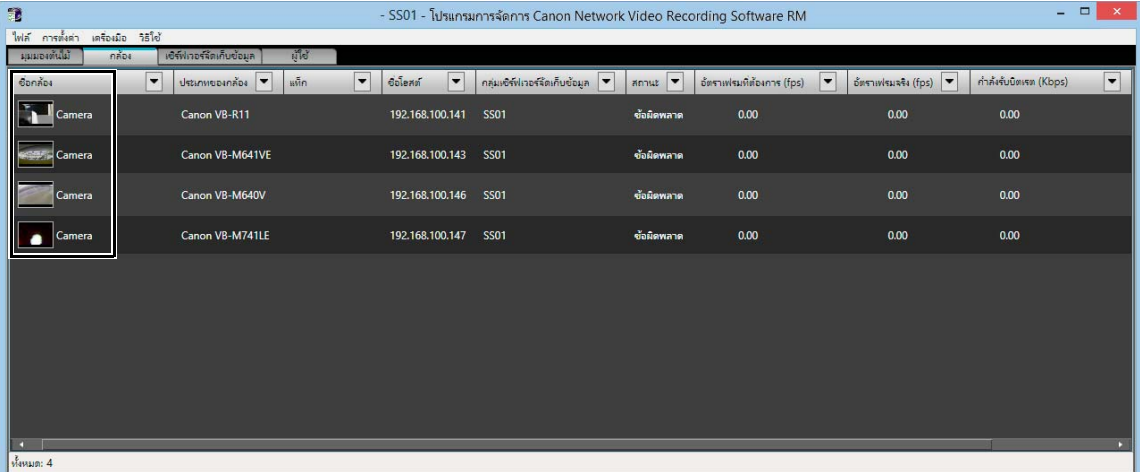 - SS01 - โปรแกรมการจัดการ Canon Network Video Recording Software RM
ไฟล์ การตั้งค่า เครื่องมือ วิธีใช้
มุมมองต้นไม้ กล้อง เซิร์ฟเวอร์จัดเก็บข้อมูล ผู้ใช้
ชื่อกล้อง ประเภทของกล้อง แท็ก ชื่อโฮสต์ กลุ่มเซิร์ฟเวอร์จัดเก็บข้อมูล สถานะ อัตราเฟรมที่ต้องการ (fps) อัตราเฟรมจริง (fps) กำลังรับบิตเรต (Kbps)
Camera Canon VB-R11 192.168.100.141 SS01 ข้อผิดพลาด 0.00 0.00 0.00
Camera Canon VB-M641VE 192.168.100.143 SS01 ข้อผิดพลาด 0.00 0.00 0.00
Camera Canon VB-M640V 192.168.100.146 SS01 ข้อผิดพลาด 0.00 0.00 0.00
Camera Canon VB-M741LE 192.168.100.147 SS01 ข้อผิดพลาด 0.00 0.00 0.00
ทั้งหมด: 4